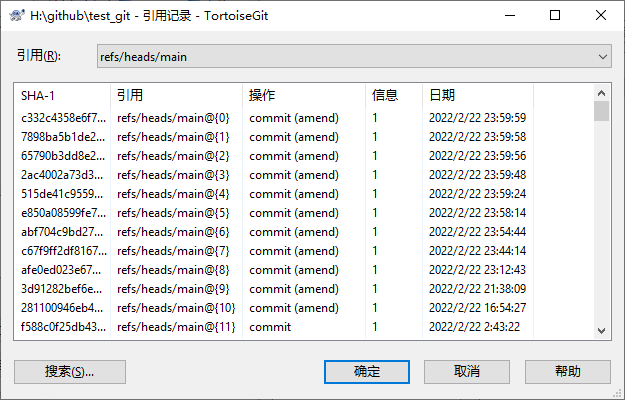 H:\github\test_git - 引用记录 - TortoiseGit
引用(R): refs/heads/main
SHA-1 引用 操作 信息 日期
c332c4358e6f7... refs/heads/main@{0} commit (amend) 1 2022/2/22 23:59:59
7898ba5b1de2... refs/heads/main@{1} commit (amend) 1 2022/2/22 23:59:58
65790b3dd8e2... refs/heads/main@{2} commit (amend) 1 2022/2/22 23:59:56
2ac4002a73d3... refs/heads/main@{3} commit (amend) 1 2022/2/22 23:59:48
515de41c9559... refs/heads/main@{4} commit (amend) 1 2022/2/22 23:59:24
e850a08599fe7... refs/heads/main@{5} commit (amend) 1 2022/2/22 23:58:14
abf704c9bd27... refs/heads/main@{6} commit (amend) 1 2022/2/22 23:54:44
c67f9ff2df8167... refs/heads/main@{7} commit (amend) 1 2022/2/22 23:44:14
afe0ed023e67... refs/heads/main@{8} commit (amend) 1 2022/2/22 23:12:43
3d91282bef6e... refs/heads/main@{9} commit (amend) 1 2022/2/22 21:38:09
281100946eb4... refs/heads/main@{10} commit (amend) 1 2022/2/22 16:54:27
f588c0f25db43... refs/heads/main@{11} commit 1 2022/2/22 2:43:22
搜索(S)... 确定 取消 帮助